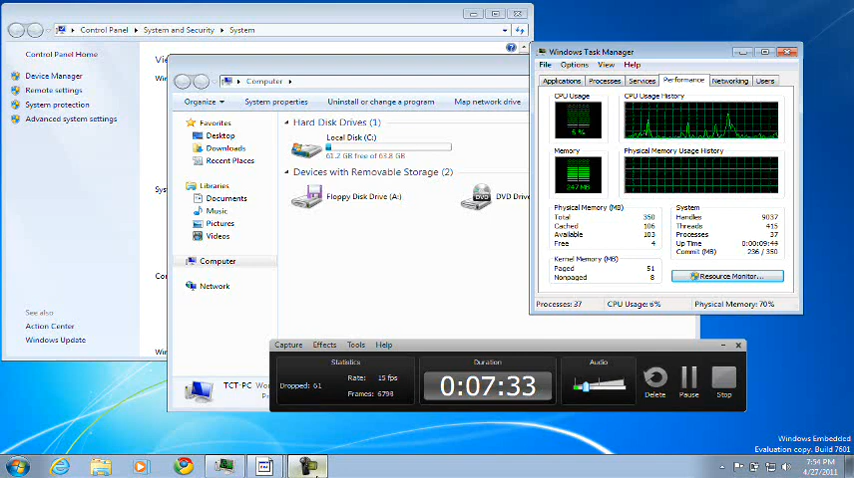 Control Panel
System and Security
System
Control Panel Home
Device Manager
Remote settings
System protection
Advanced system settings
See also
Action Center
Windows Update
Computer
Organize
System properties
Uninstall or change a program
Map network drive
Favorites
Desktop
Downloads
Recent Places
Libraries
Documents
Music
Pictures
Videos
Computer
Network
Hard Disk Drives (1)
Local Disk (C:)
61.2 GB free of 63.8 GB
Devices with Removable Storage (2)
Floppy Disk Drive (A:)
DVD Drive
TCT-PC
Windows Task Manager
File Options View Help
Applications Processes Services Performance Networking Users
CPU Usage
CPU Usage History
6 %
Memory
Physical Memory Usage History
247 MB
Physical Memory (MB)
Total 350
Cached 106
Available 103
Free 4
Kernel Memory (MB)
Paged 51
Nonpaged 8
System
Handles 9037
Threads 415
Processes 37
Up Time 0:00:09:44
Commit (MB) 236 / 350
Resource Monitor...
Processes: 37 CPU Usage: 6% Physical Memory: 70%
Capture Effects Tools Help
Statistics
Dropped: 61
Rate: 15 fps
Frames: 6798
Duration
0:07:33
Audio
Delete
Pause
Stop
Windows Embedded
Evaluation copy. Build 7601
7:54 PM
4/27/2011